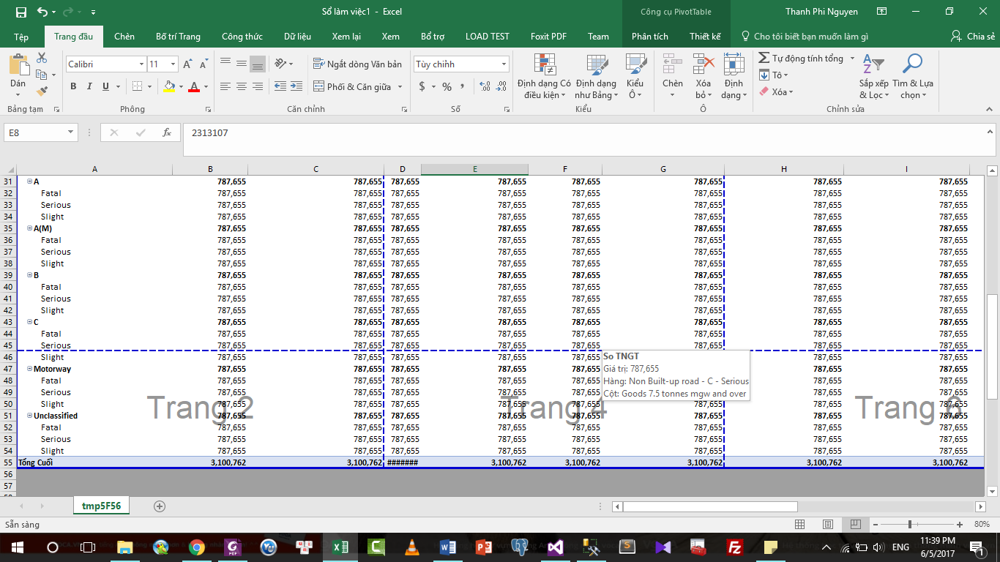 Sổ làm việc1 - Excel
Công cụ PivotTable
Thanh Phi Nguyen
Tệp Trang đầu Chèn Bố trí Trang Công thức Dữ liệu Xem lại Xem Bổ trợ LOAD TEST Foxit PDF Team Phân tích Thiết kế Cho tôi biết bạn muốn làm gì Chia sẻ
Dán
Bảng tạm
Calibri 11
B I U
Phông
Ngắt dòng Văn bản
Phối & Căn giữa
Căn chỉnh
Tùy chỉnh
$ % ,
Số
Định dạng Có điều kiện
Định dạng như Bảng
Kiểu Ô
Kiểu
Chèn
Xóa bỏ
Định dạng
Ô
Tự động tính tổng
Tô
Xóa
Sắp xếp & Lọc
Tìm & Lựa chọn
Chỉnh sửa
E8 fx 2313107
A B C D E F G H I
31 A 787,655 787,655 787,655 787,655 787,655 787,655 787,655 787,655
32 Fatal 787,655 787,655 787,655 787,655 787,655 787,655 787,655 787,655
33 Serious 787,655 787,655 787,655 787,655 787,655 787,655 787,655 787,655
34 Slight 787,655 787,655 787,655 787,655 787,655 787,655 787,655 787,655
35 A(M) 787,655 787,655 787,655 787,655 787,655 787,655 787,655 787,655
36 Fatal 787,655 787,655 787,655 787,655 787,655 787,655 787,655 787,655
37 Serious 787,655 787,655 787,655 787,655 787,655 787,655 787,655 787,655
38 Slight 787,655 787,655 787,655 787,655 787,655 787,655 787,655 787,655
39 B 787,655 787,655 787,655 787,655 787,655 787,655 787,655 787,655
40 Fatal 787,655 787,655 787,655 787,655 787,655 787,655 787,655 787,655
41 Serious 787,655 787,655 787,655 787,655 787,655 787,655 787,655 787,655
42 Slight 787,655 787,655 787,655 787,655 787,655 787,655 787,655 787,655
43 C 787,655 787,655 787,655 787,655 787,655 787,655 787,655 787,655
44 Fatal 787,655 787,655 787,655 787,655 787,655 787,655 787,655 787,655
45 Serious 787,655 787,655 787,655 787,655 787,655 787,655 787,655 787,655
46 Slight 787,655 787,655 787,655 787,655 787,655 787,655 787,655
47 Motorway 787,655 787,655 787,655 787,655 787,655 787,655 787,655
48 Fatal 787,655 787,655 787,655 787,655 787,655 787,655 787,655
49 Serious 787,655 787,655 787,655 787,655 787,655 787,655 787,655
50 Slight 787,655 787,655 787,655 787,655 787,655 787,655 787,655
51 Unclassified 787,655 787,655 787,655 787,655 787,655 787,655 787,655 787,655
52 Fatal 787,655 787,655 787,655 787,655 787,655 787,655 787,655 787,655
53 Serious 787,655 787,655 787,655 787,655 787,655 787,655 787,655 787,655
54 Slight 787,655 787,655 787,655 787,655 787,655 787,655 787,655 787,655
55 Tổng Cuối 3,100,762 3,100,762 ####### 3,100,762 3,100,762 3,100,762 3,100,762 3,100,762
56
57
Trang 2 Trang 4 Trang 6
So TNGT
Giá trị: 787,655
Hàng: Non Built-up road - C - Serious
Cột: Goods 7.5 tonnes mgw and over
tmp5F56
Sẵn sàng
80%
ENG
11:39 PM
6/5/2017
1